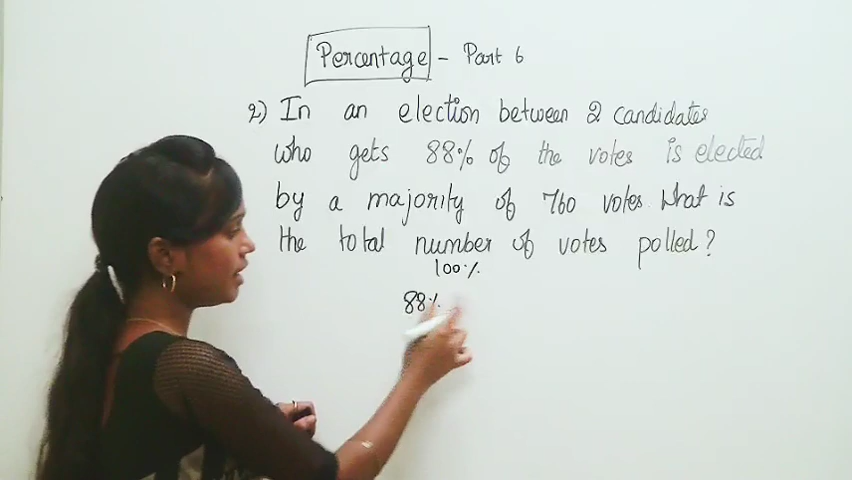 Percentage - Part 6
2) In an election between 2 candidates
who gets 88% of the votes is elected
by a majority of 760 votes. What is
the total number of votes polled?
100%
88%